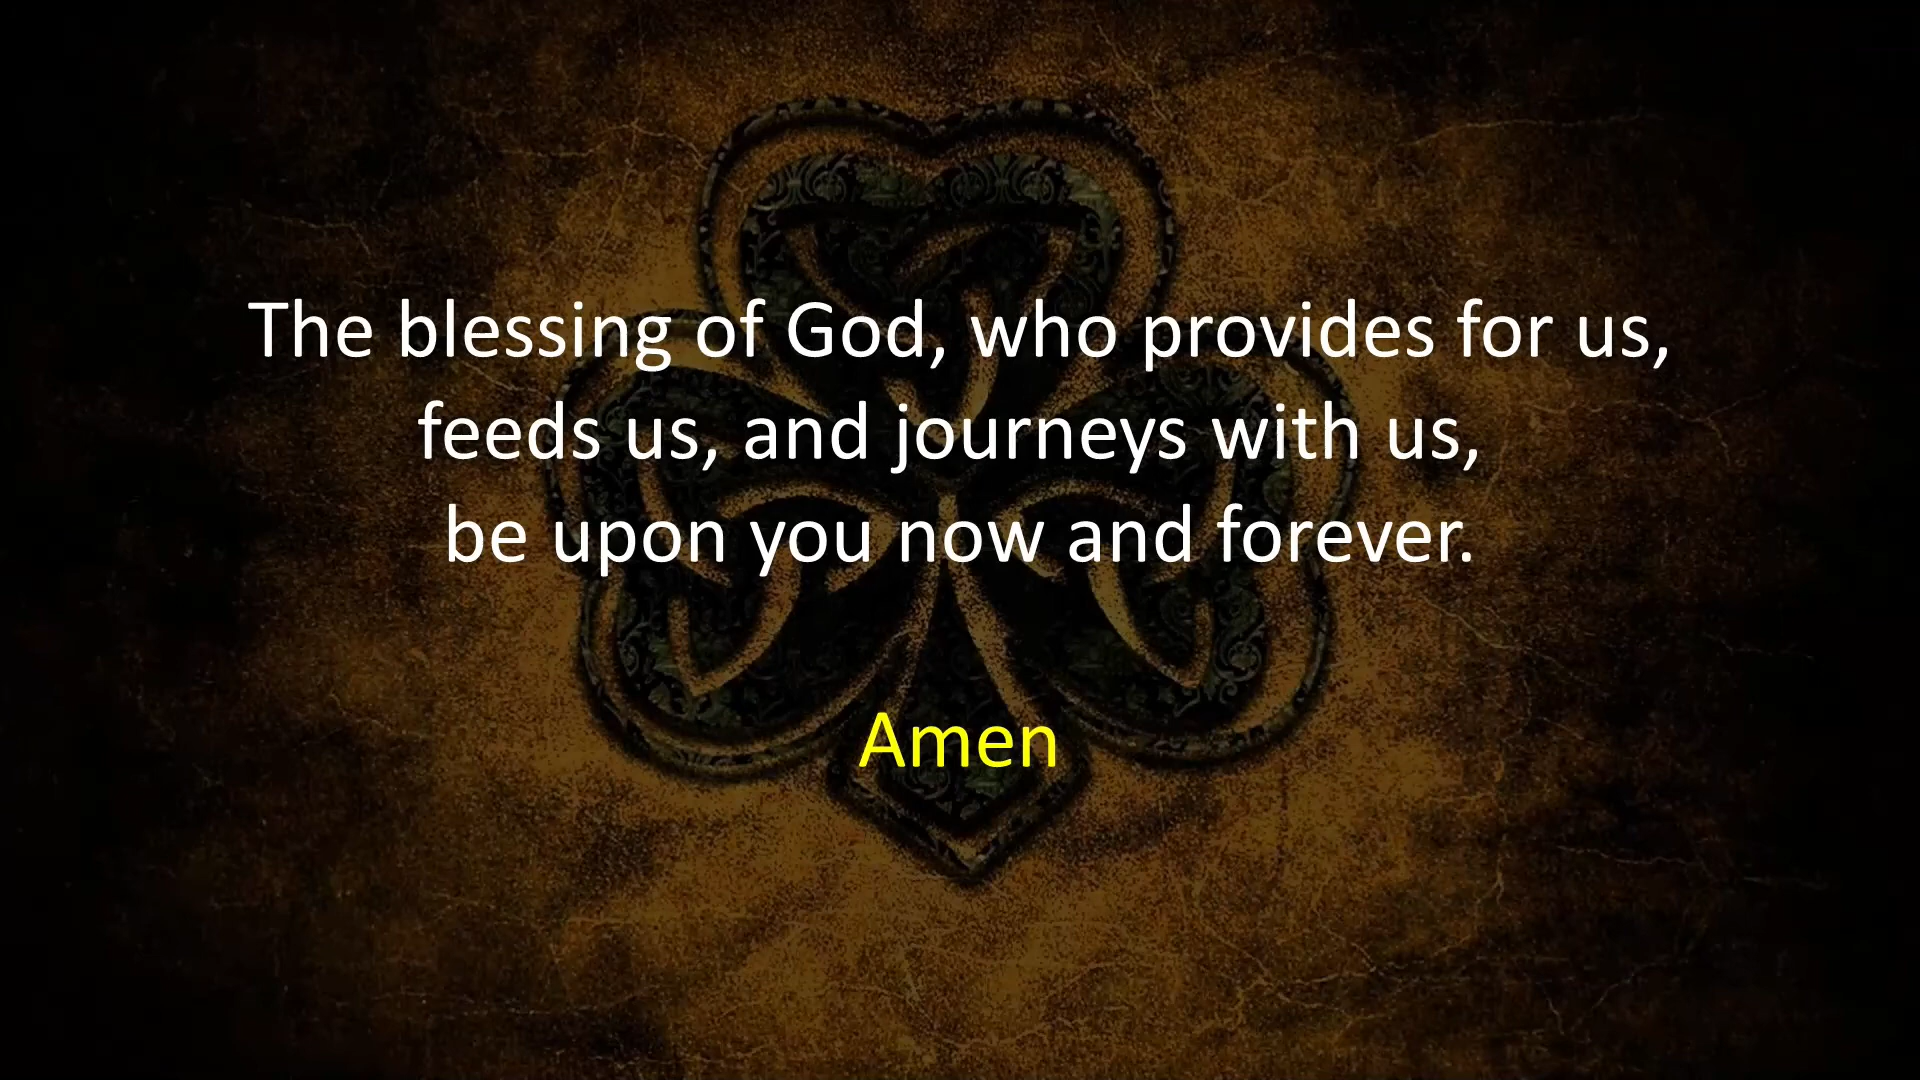 The blessing of God, who provides for us,
feeds us, and journeys with us,
be upon you now and forever.
Amen